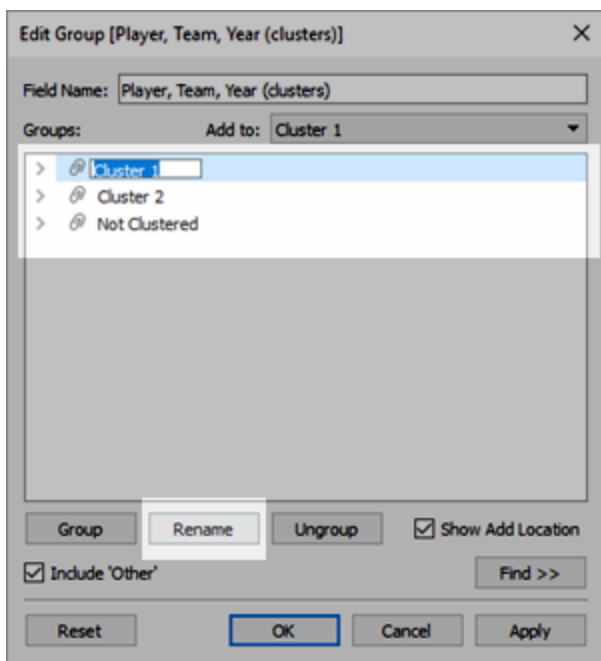 Edit Group [Player, Team, Year (clusters)]
Field Name: Player, Team, Year (clusters)
Groups: Add to: Cluster 1
Cluster 1
Cluster 2
Not Clustered
Group Rename Ungroup Show Add Location
Include 'Other' Find >>
Reset OK Cancel Apply